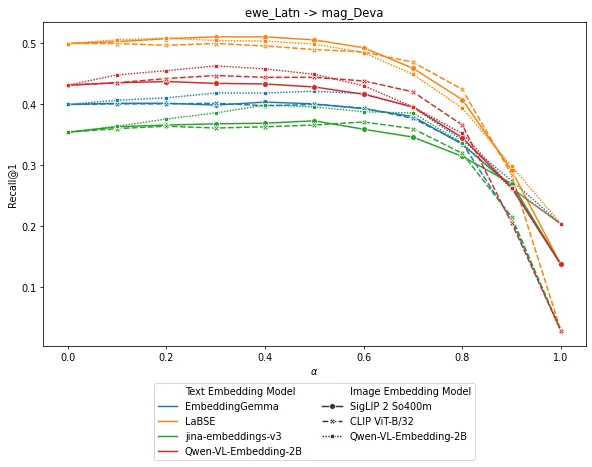 ewe_Latn -> mag_Deva
Recall@1
0.5
0.4
0.3
0.2
0.1
0.0 0.2 0.4 0.6 0.8 1.0
α
Text Embedding Model
EmbeddingGemma
LaBSE
jina-embeddings-v3
Qwen-VL-Embedding-2B
Image Embedding Model
SigLIP 2 So400m
CLIP ViT-B/32
Qwen-VL-Embedding-2B